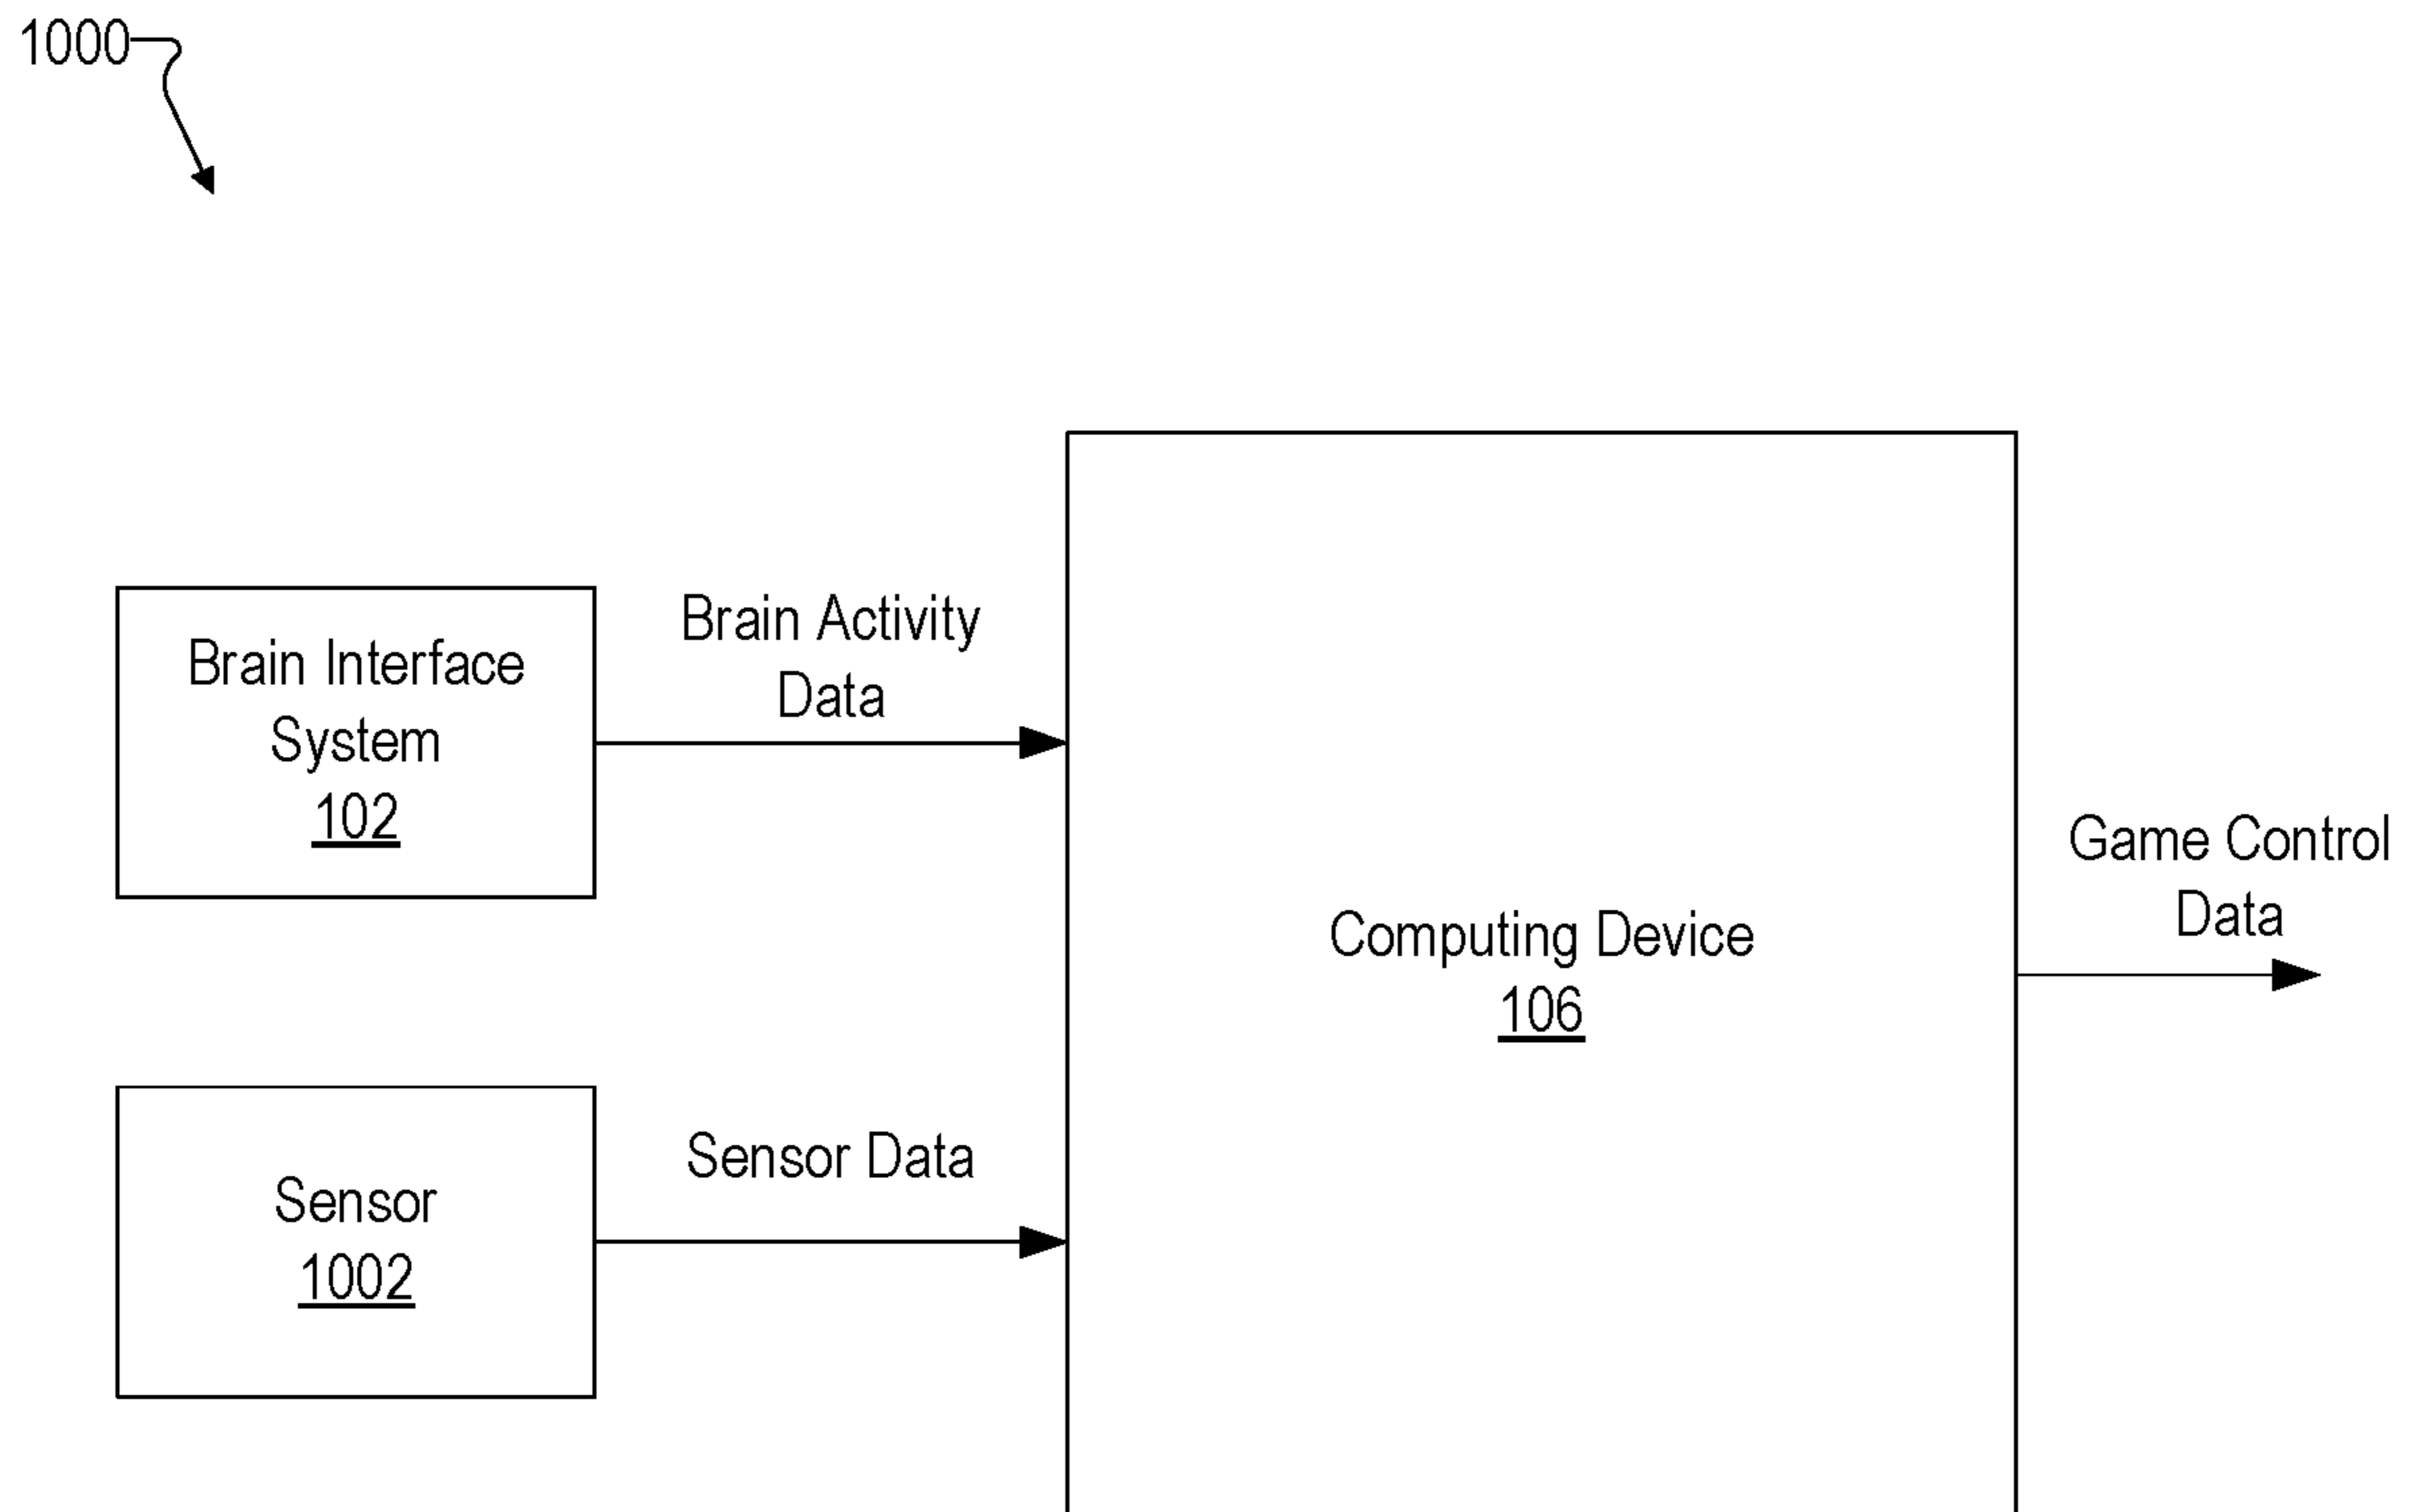 1000
Brain Interface
System
102
Brain Activity
Data
Sensor
1002
Sensor Data
Computing Device
106
Game Control
Data